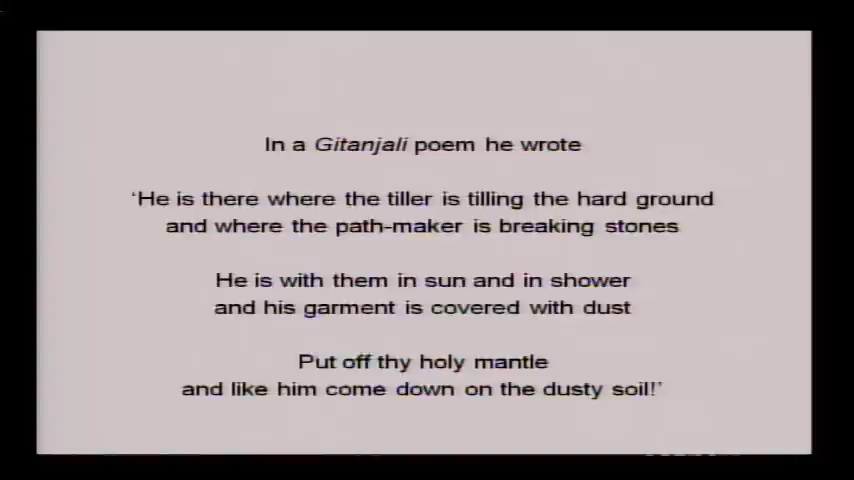 In a Gitanjali poem he wrote
‘He is there where the tiller is tilling the hard ground
and where the path-maker is breaking stones
He is with them in sun and in shower
and his garment is covered with dust
Put off thy holy mantle
and like him come down on the dusty soil!’